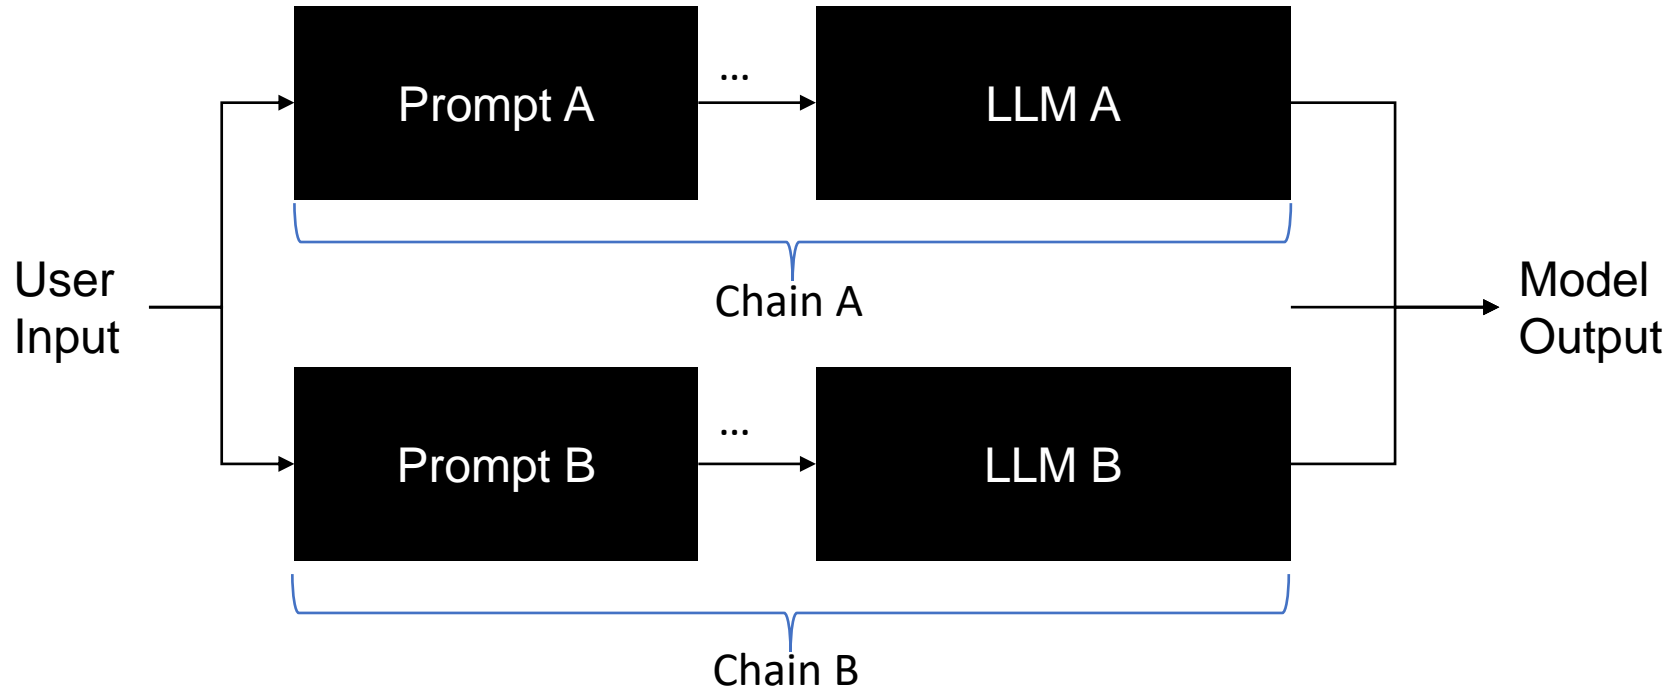 User
Input
Prompt A
...
LLM A
Chain A
Prompt B
...
LLM B
Chain B
Model
Output